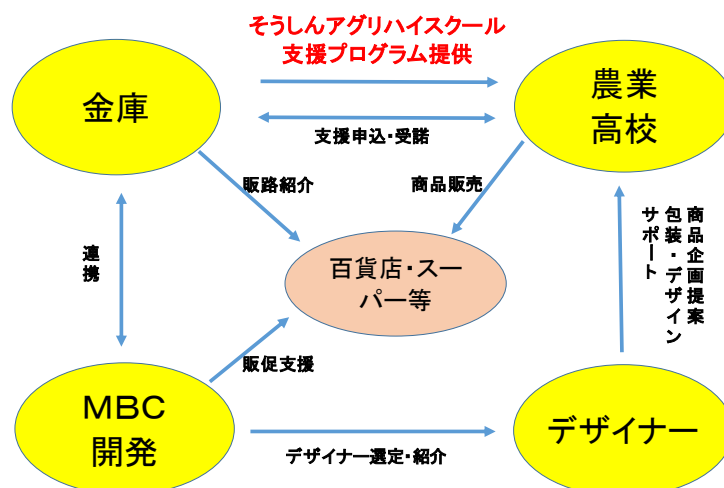 そうしんアグリハイスクール
支援プログラム提供
金庫
農業
高校
支援申込・受諾
販路紹介
商品販売
連携
百貨店・スー
パー等
商品企画提案
包装・デザイン
サポート
販促支援
MBC
開発
デザイナー選定・紹介
デザイナー